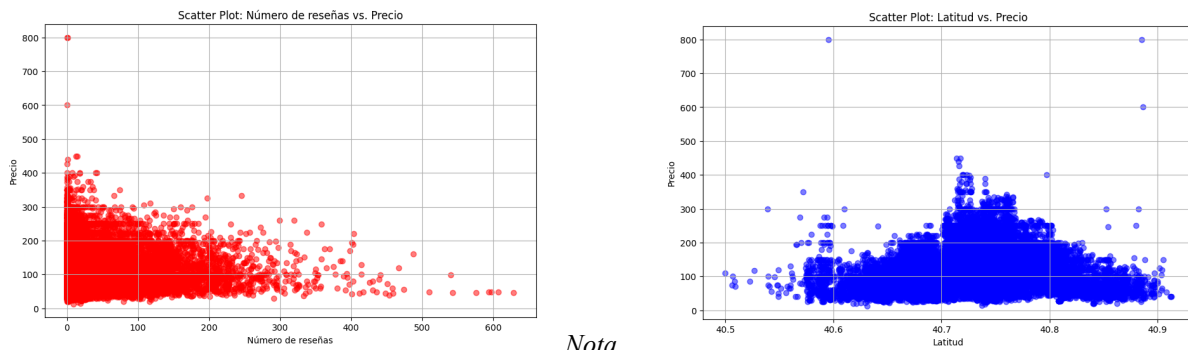 Scatter Plot: Número de reseñas vs. Precio
800
700
600
500
400
300
200
100
0
Precio
0 100 200 300 400 500 600
Número de reseñas
Nota
Scatter Plot: Latitud vs. Precio
800
700
600
500
400
300
200
100
0
Precio
40.5 40.6 40.7 40.8 40.9
Latitud